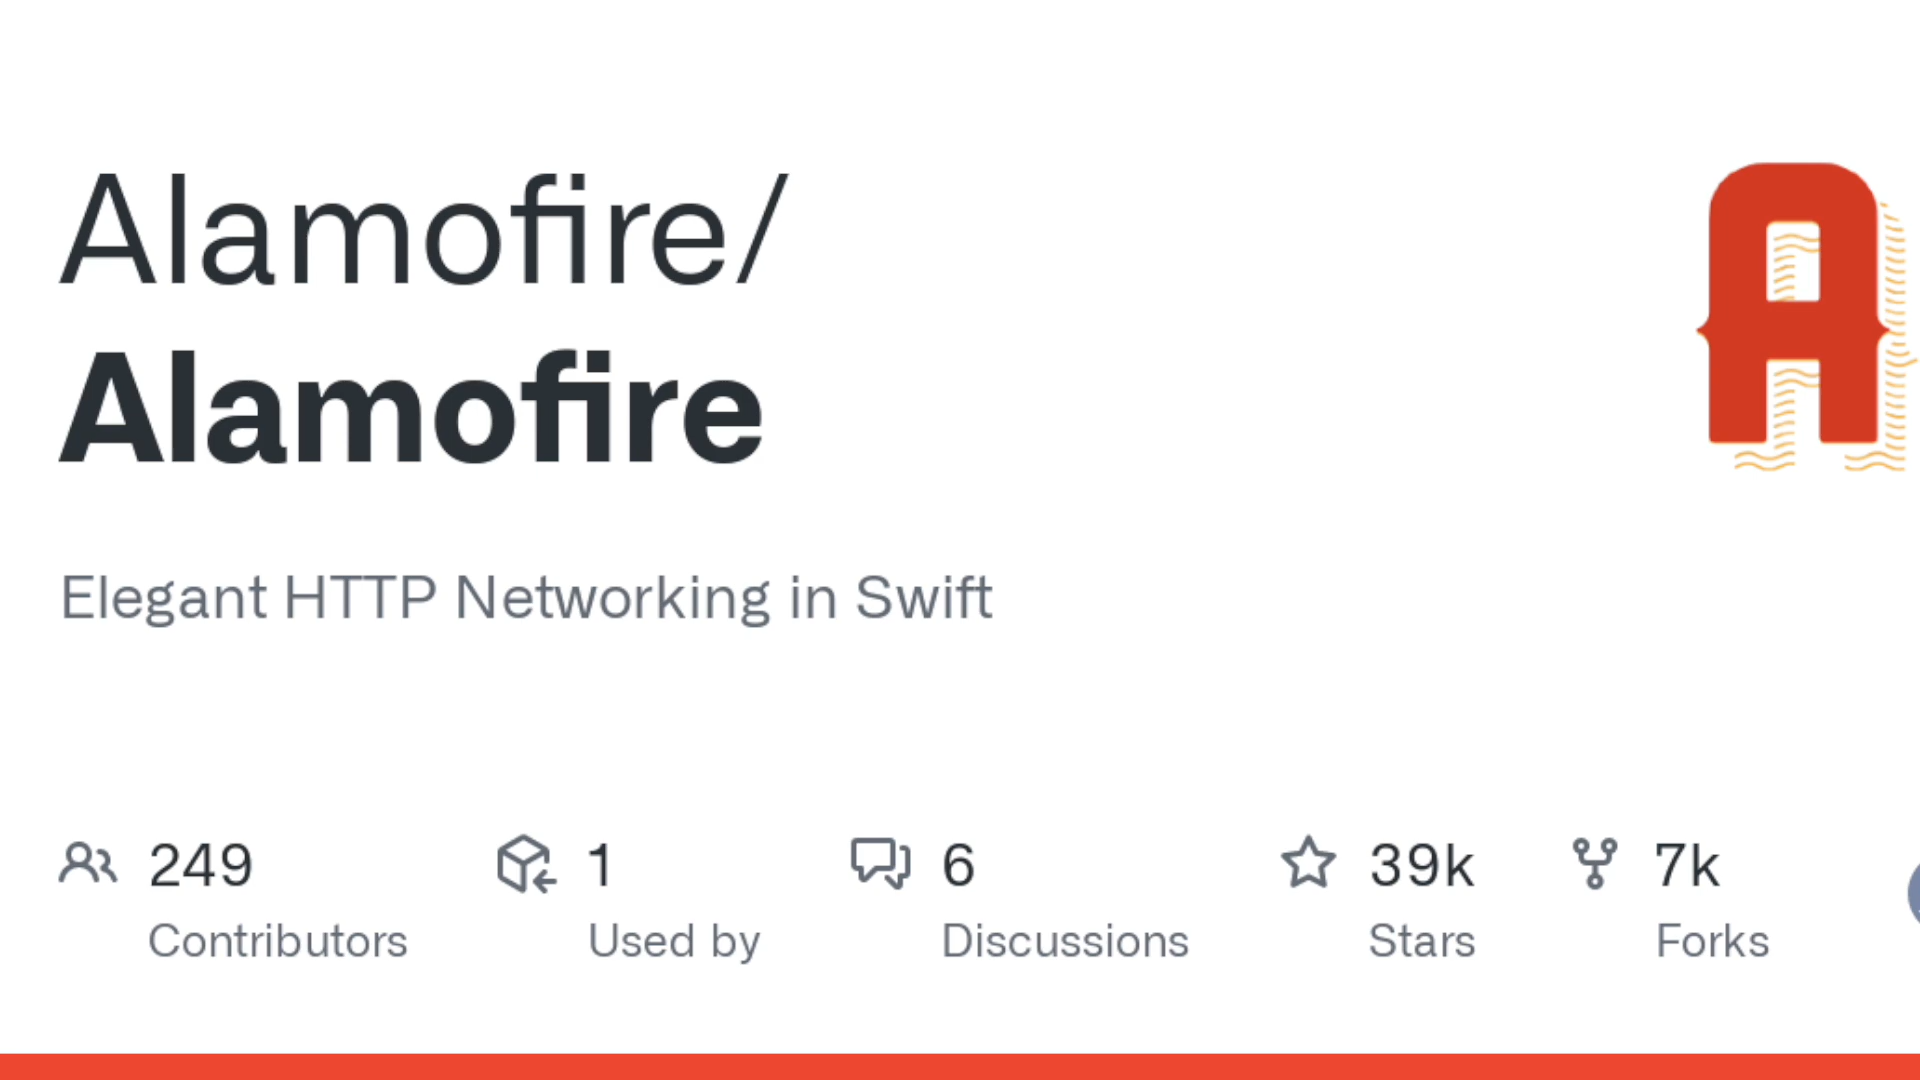 Alamofire/
Alamofire
A
Elegant HTTP Networking in Swift
249
Contributors
1
Used by
6
Discussions
39k
Stars
7k
Forks